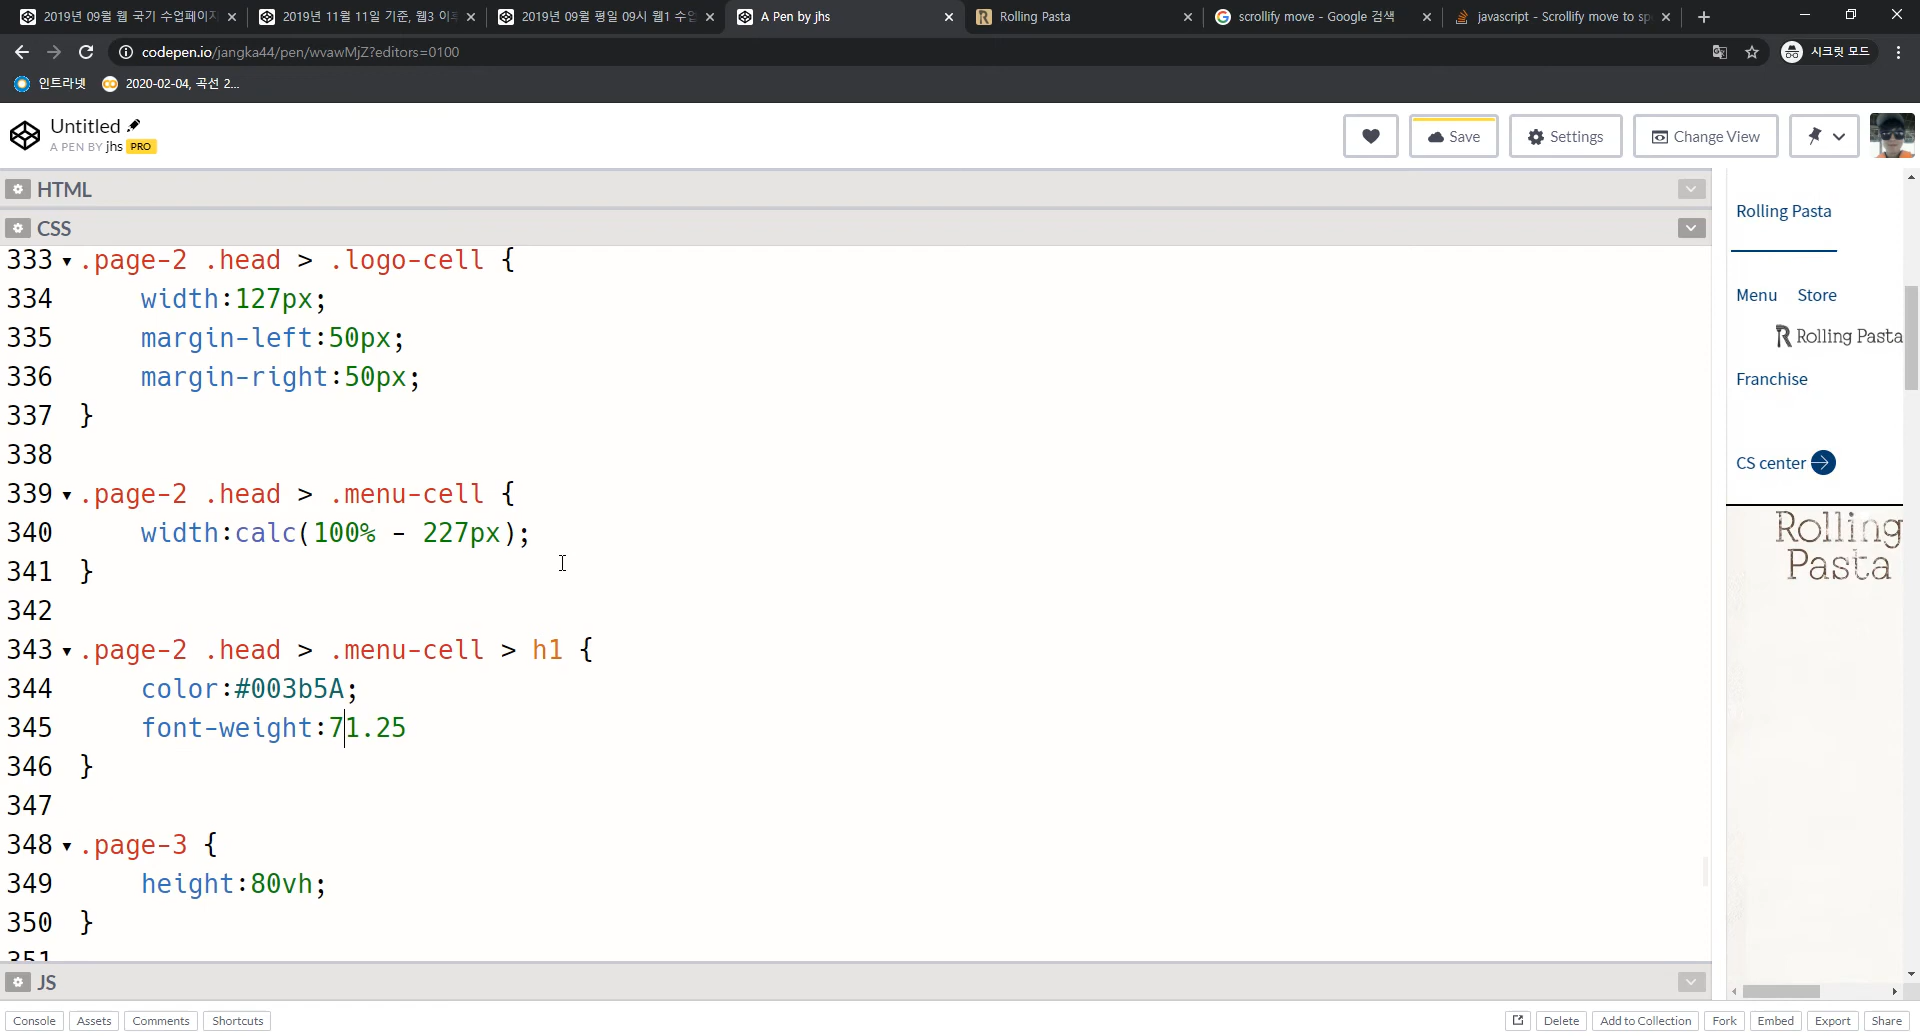 2019년 09월 웹 국기 수업페이지
2019년 11월 11일 기준, 웹3 이후
2019년 09월 평일 09시 웹1 수업
A Pen by jhs
Rolling Pasta
scrollify move - Google 검색
javascript - Scrollify move to sp
codepen.io/jangka44/pen/wvawMjZ?editors=0100
시크릿 모드
인트라넷
2020-02-04, 곡선 2...
Untitled
A PEN BY jhs PRO
Save
Settings
Change View
HTML
CSS
333 .page-2 .head > .logo-cell {
334 width:127px;
335 margin-left:50px;
336 margin-right:50px;
337 }
338
339 .page-2 .head > .menu-cell {
340 width:calc(100% - 227px);
341 }
342
343 .page-2 .head > .menu-cell > h1 {
344 color:#003b5A;
345 font-weight:71.25
346 }
347
348 .page-3 {
349 height:80vh;
350 }
351
Rolling Pasta
Menu Store
Rolling Pasta
Franchise
CS center
Rolling
Pasta
JS
Console Assets Comments Shortcuts
Delete Add to Collection Fork Embed Export Share